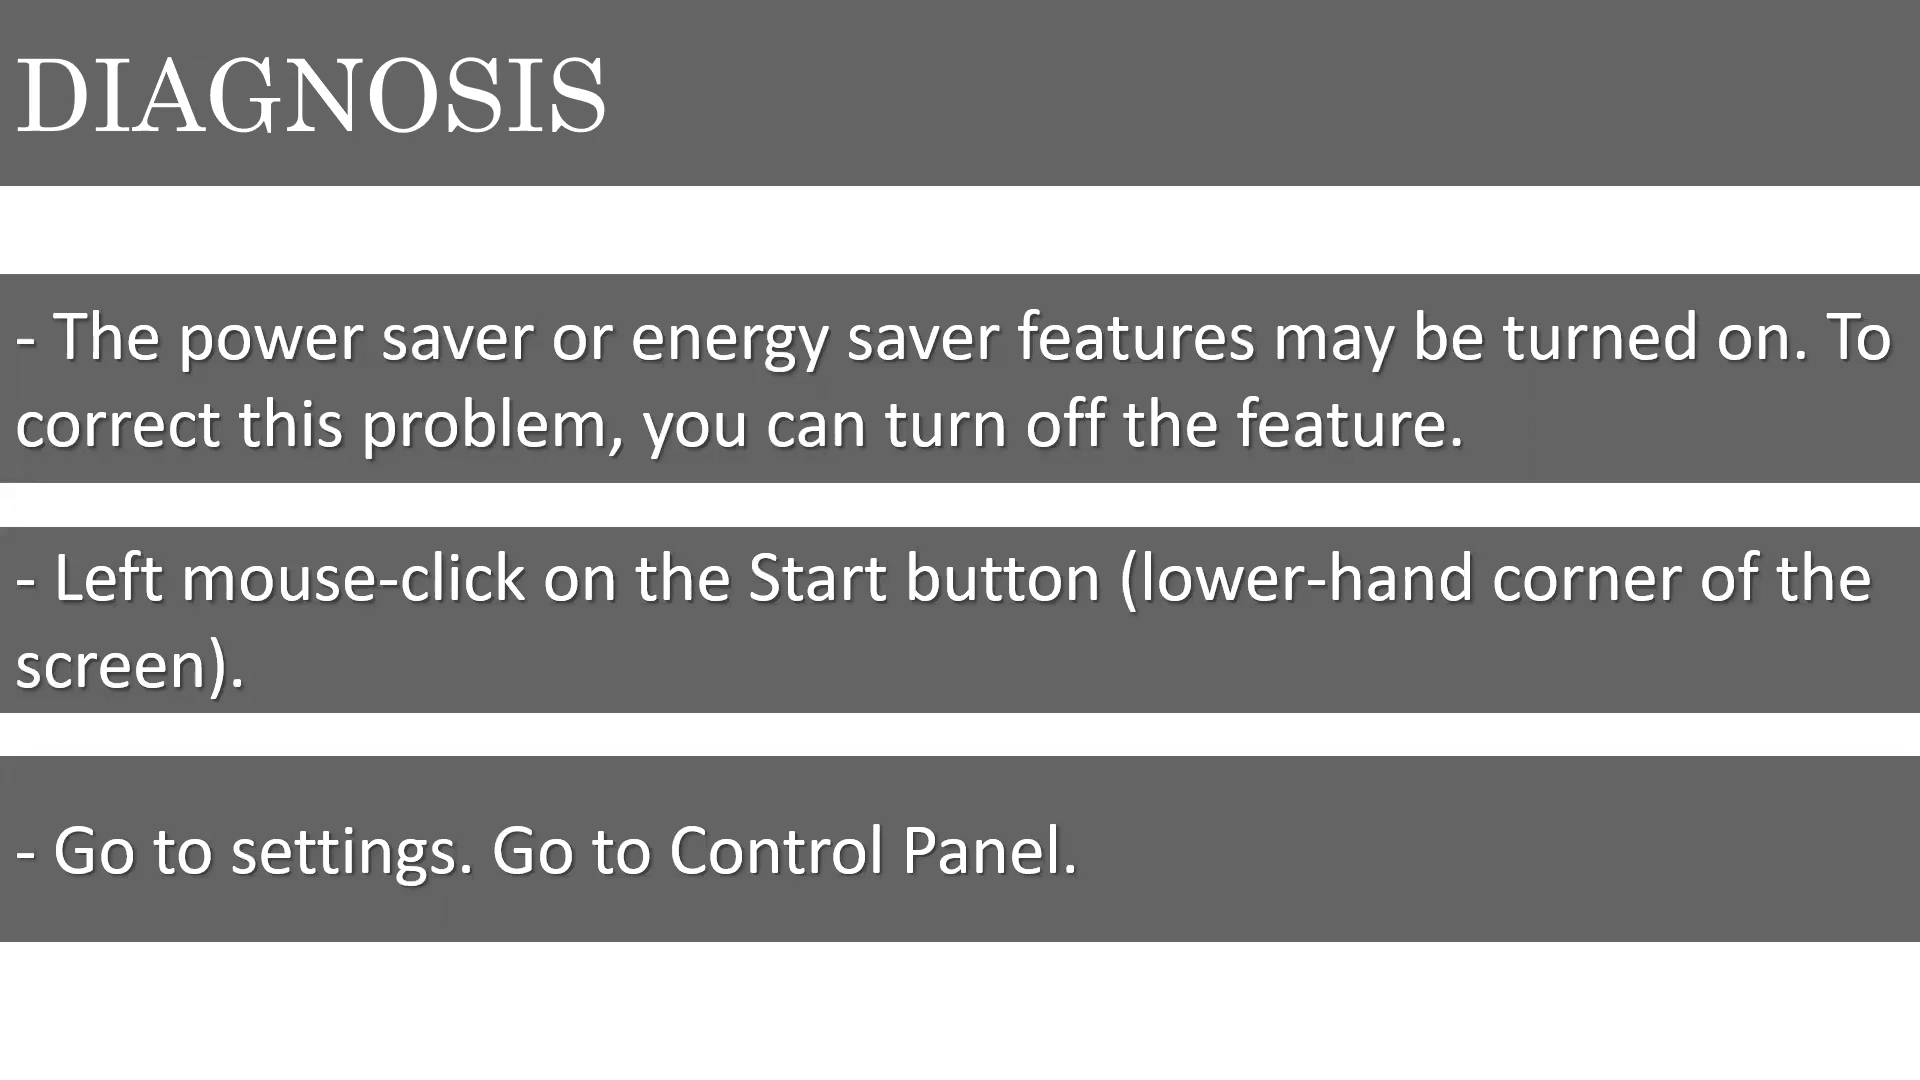 DIAGNOSIS
- The power saver or energy saver features may be turned on. To
correct this problem, you can turn off the feature.
- Left mouse-click on the Start button (lower-hand corner of the
screen).
- Go to settings. Go to Control Panel.